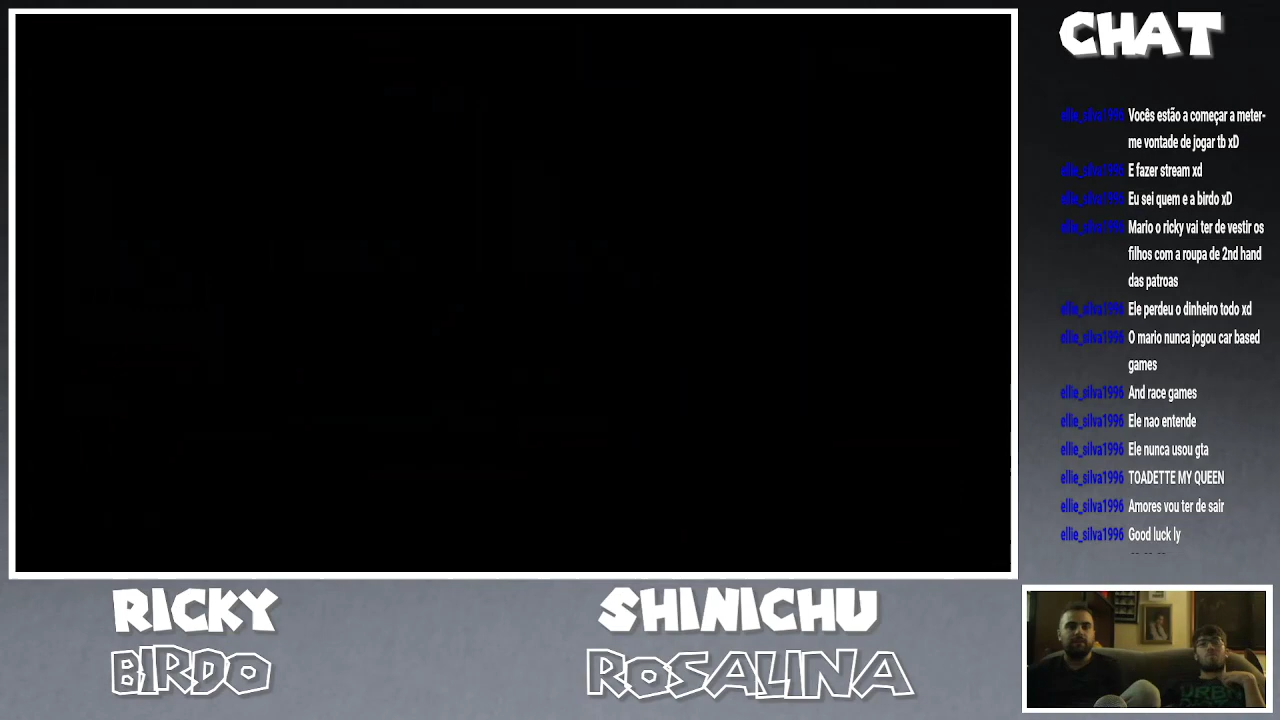 CHAT
ellie_silva1996 Vocês estão a começar a meter-
me vontade de jogar tb xD
ellie_silva1996 E fazer stream xd
ellie_silva1996 Eu sei quem e a birdo xD
ellie_silva1996 Mario o ricky vai ter de vestir os
filhos com a roupa de 2nd hand
das patroas
ellie_silva1996 Ele perdeu o dinheiro todo xd
ellie_silva1996 O mario nunca jogou car based
games
ellie_silva1996 And race games
ellie_silva1996 Ele nao entende
ellie_silva1996 Ele nunca usou gta
ellie_silva1996 TOADETTE MY QUEEN
ellie_silva1996 Amores vou ter de sair
ellie_silva1996 Good luck ly
RICKY
BIRDO
SHINICHU
ROSALINA